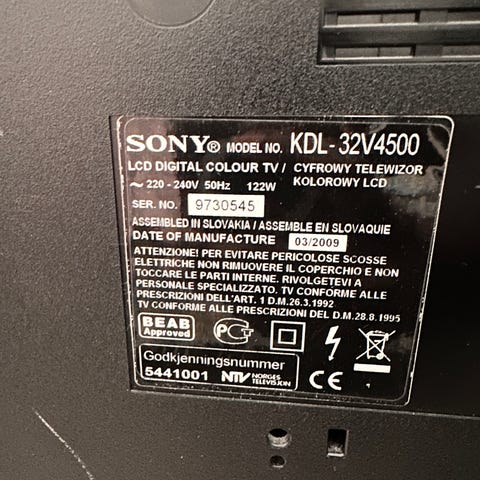 SONY® MODEL NO. KDL-32V4500
LCD DIGITAL COLOUR TV / CYFROWY TELEWIZOR
~ 220 - 240V 50Hz 122W KOLOROWY LCD
SER. NO. 9730545
ASSEMBLED IN SLOVAKIA / ASSEMBLE EN SLOVAQUIE
DATE OF MANUFACTURE 03/2009
ATTENZIONE! PER EVITARE PERICOLOSE SCOSSE
ELETTRICHE NON RIMUOVERE IL COPERCHIO E NON
TOCCARE LE PARTI INTERNE. RIVOLGETEVI A
PERSONALE SPECIALIZZATO. TV CONFORME ALLE
PRESCRIZIONI DELL'ART. 1 D.M.26.3.1992
TV CONFORME ALLE PRESCRIZIONI DEL D.M.28.8.1995
BEAB
Approved
Godkjenningsnummer
5441001 NTV NORGES
TELEVISJON
CE